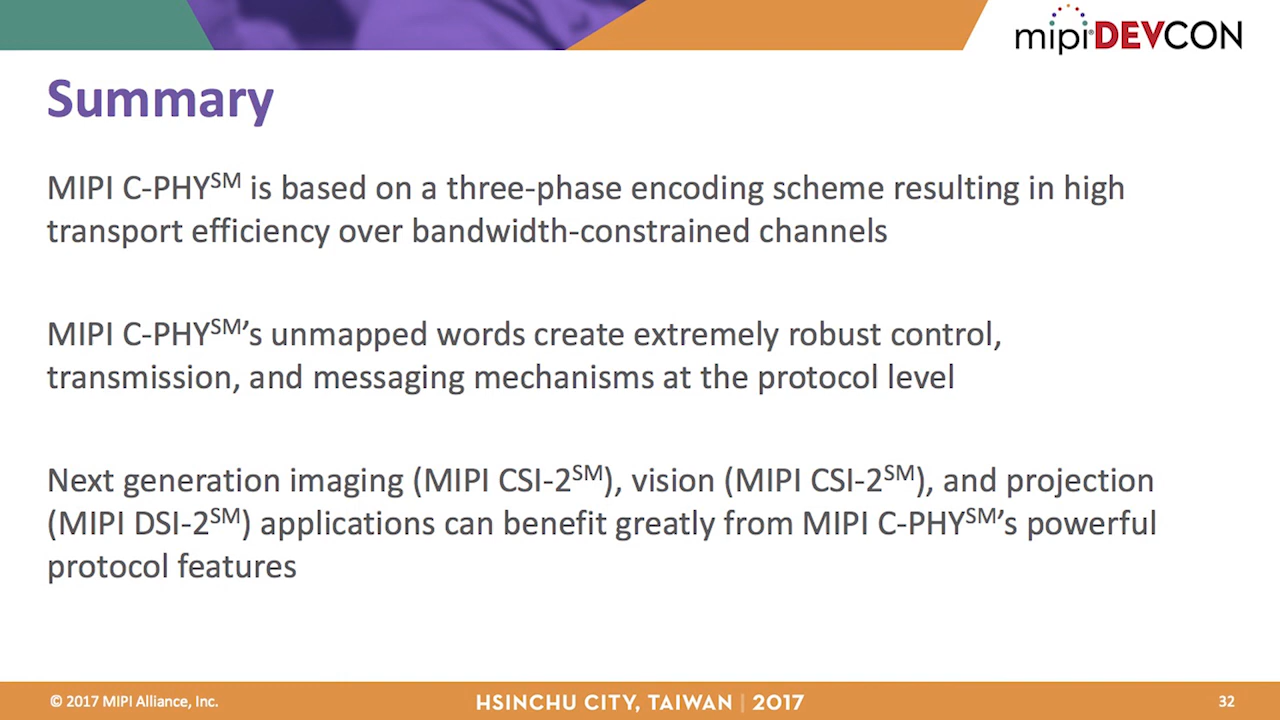 mipi®DEVCON
Summary
MIPI C-PHYSM is based on a three-phase encoding scheme resulting in high
transport efficiency over bandwidth-constrained channels
MIPI C-PHYSM’s unmapped words create extremely robust control,
transmission, and messaging mechanisms at the protocol level
Next generation imaging (MIPI CSI-2SM), vision (MIPI CSI-2SM), and projection
(MIPI DSI-2SM) applications can benefit greatly from MIPI C-PHYSM’s powerful
protocol features
© 2017 MIPI Alliance, Inc.
HSINCHU CITY, TAIWAN | 2017
32